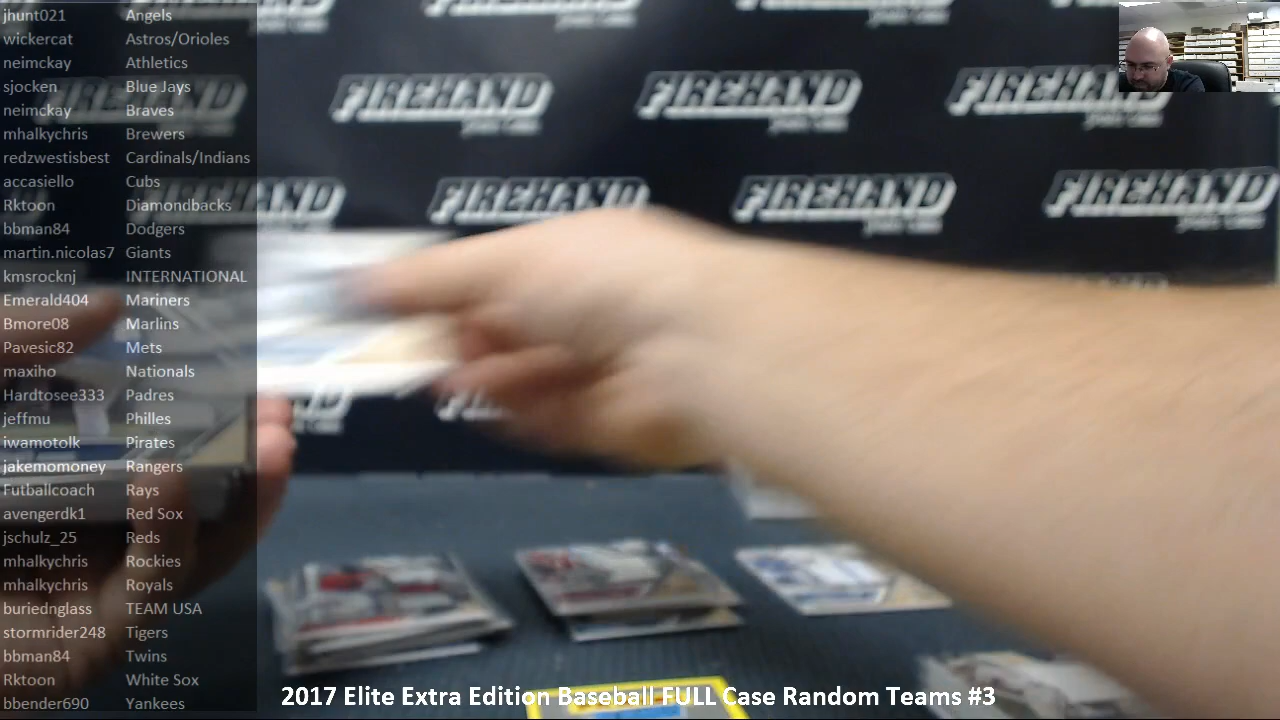 jhunt021 Angels
wickercat Astros/Orioles
neimckay Athletics
sjocken Blue Jays
neimckay Braves
mhalkychris Brewers
redzwestisbest Cardinals/Indians
accasiello Cubs
Rktoon Diamondbacks
bbman84 Dodgers
martin.nicolas7 Giants
kmsrocknj INTERNATIONAL
Emerald404 Mariners
Bmore08 Marlins
Pavesic82 Mets
maxiho Nationals
Hardtosee333 Padres
jeffmu Philles
iwamotolk Pirates
jakemomoney Rangers
Futballcoach Rays
avengerdk1 Red Sox
jschulz_25 Reds
mhalkychris Rockies
mhalkychris Royals
buriednglass TEAM USA
stormrider248 Tigers
bbman84 Twins
Rktoon White Sox
bbender690 Yankees
FIREHAND FIREHAND FIREHAND
FIREHAND FIREHAND FIREHAND
2017 Elite Extra Edition Baseball FULL Case Random Teams #3